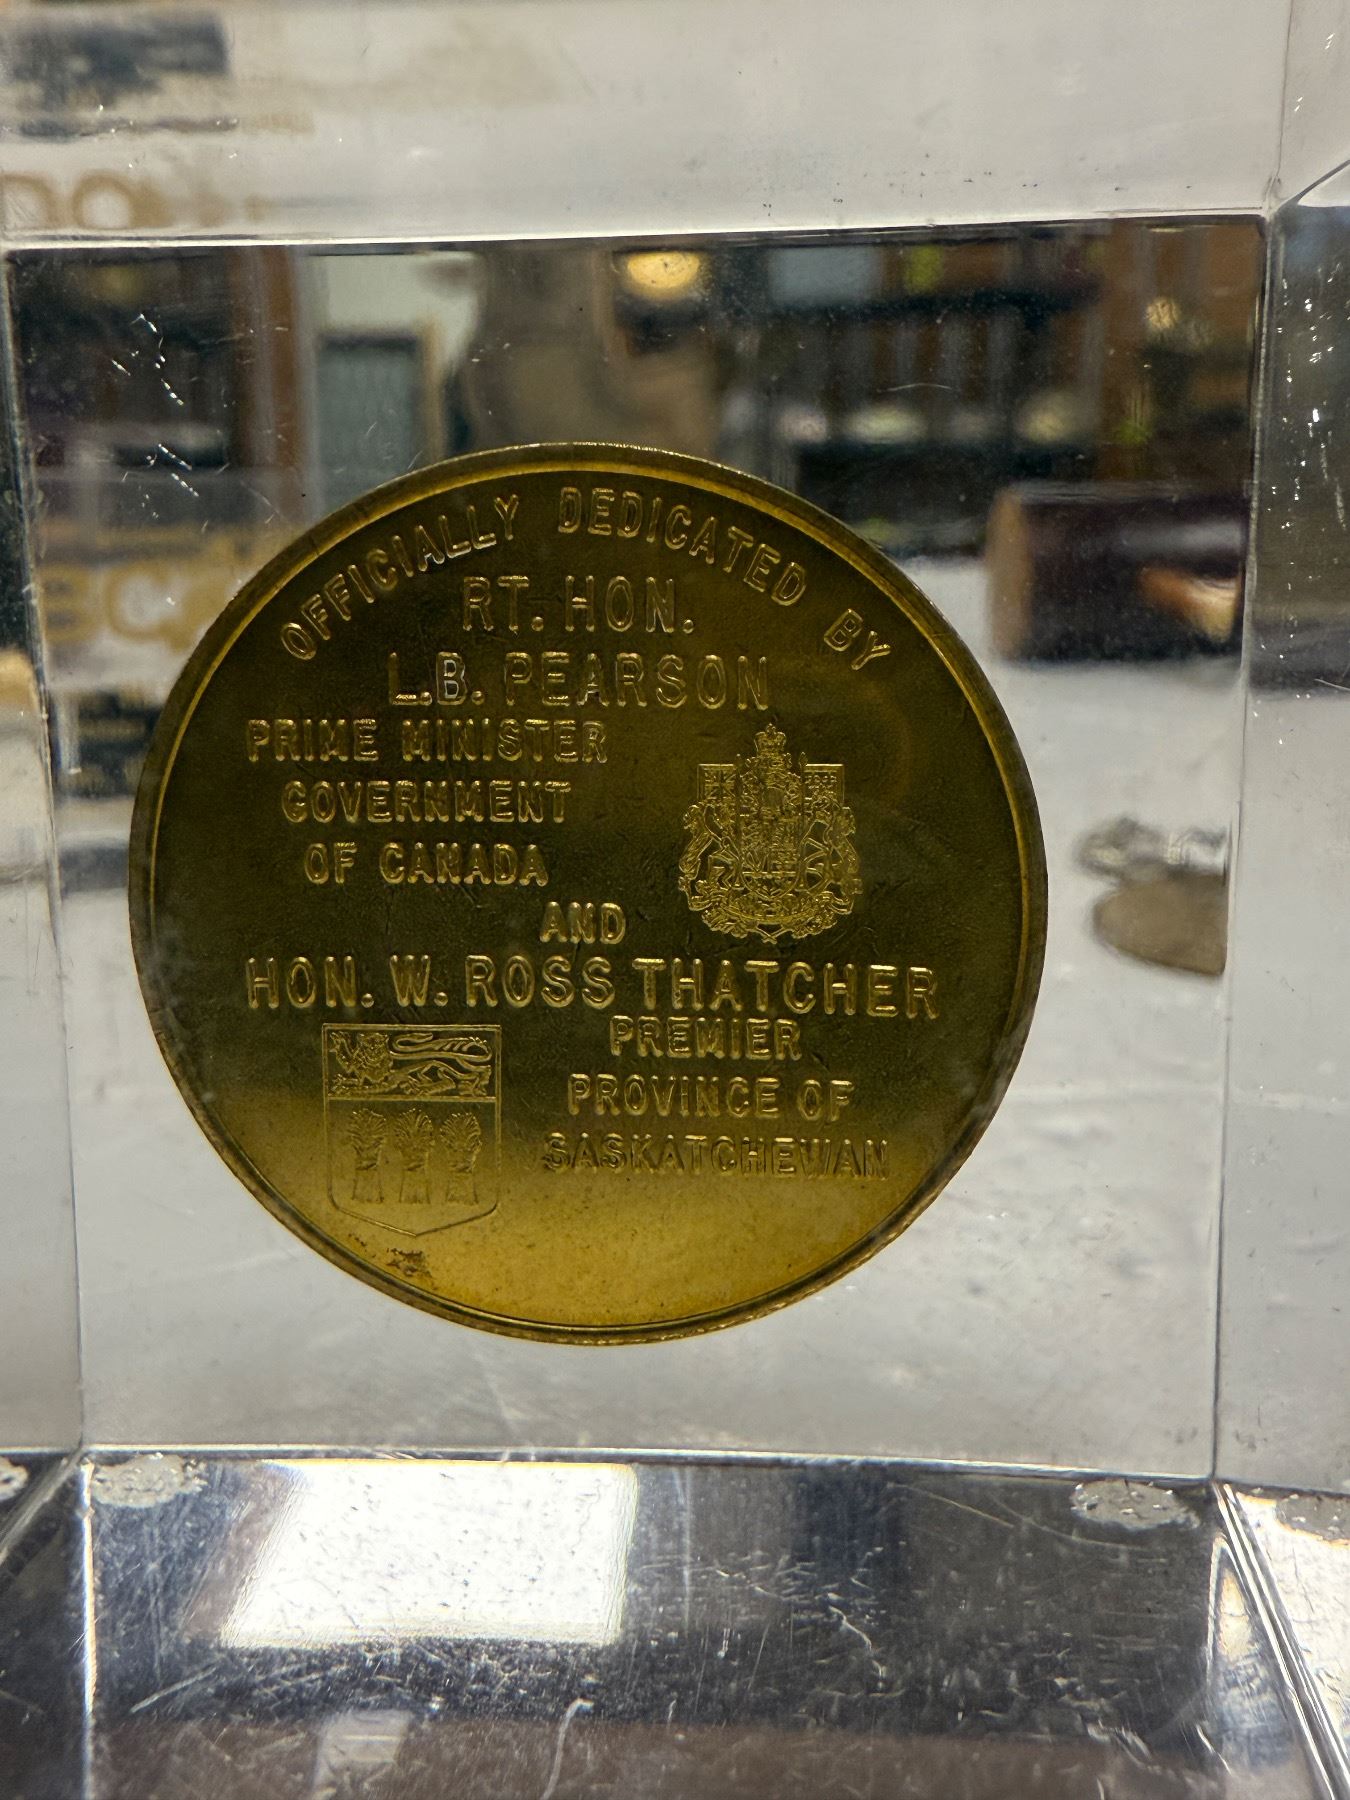 OFFICIALLY DEDICATED BY
RT. HON.
L.B. PEARSON
PRIME MINISTER
GOVERNMENT
OF CANADA
AND
HON. W. ROSS THATCHER
PREMIER
PROVINCE OF
SASKATCHEWAN